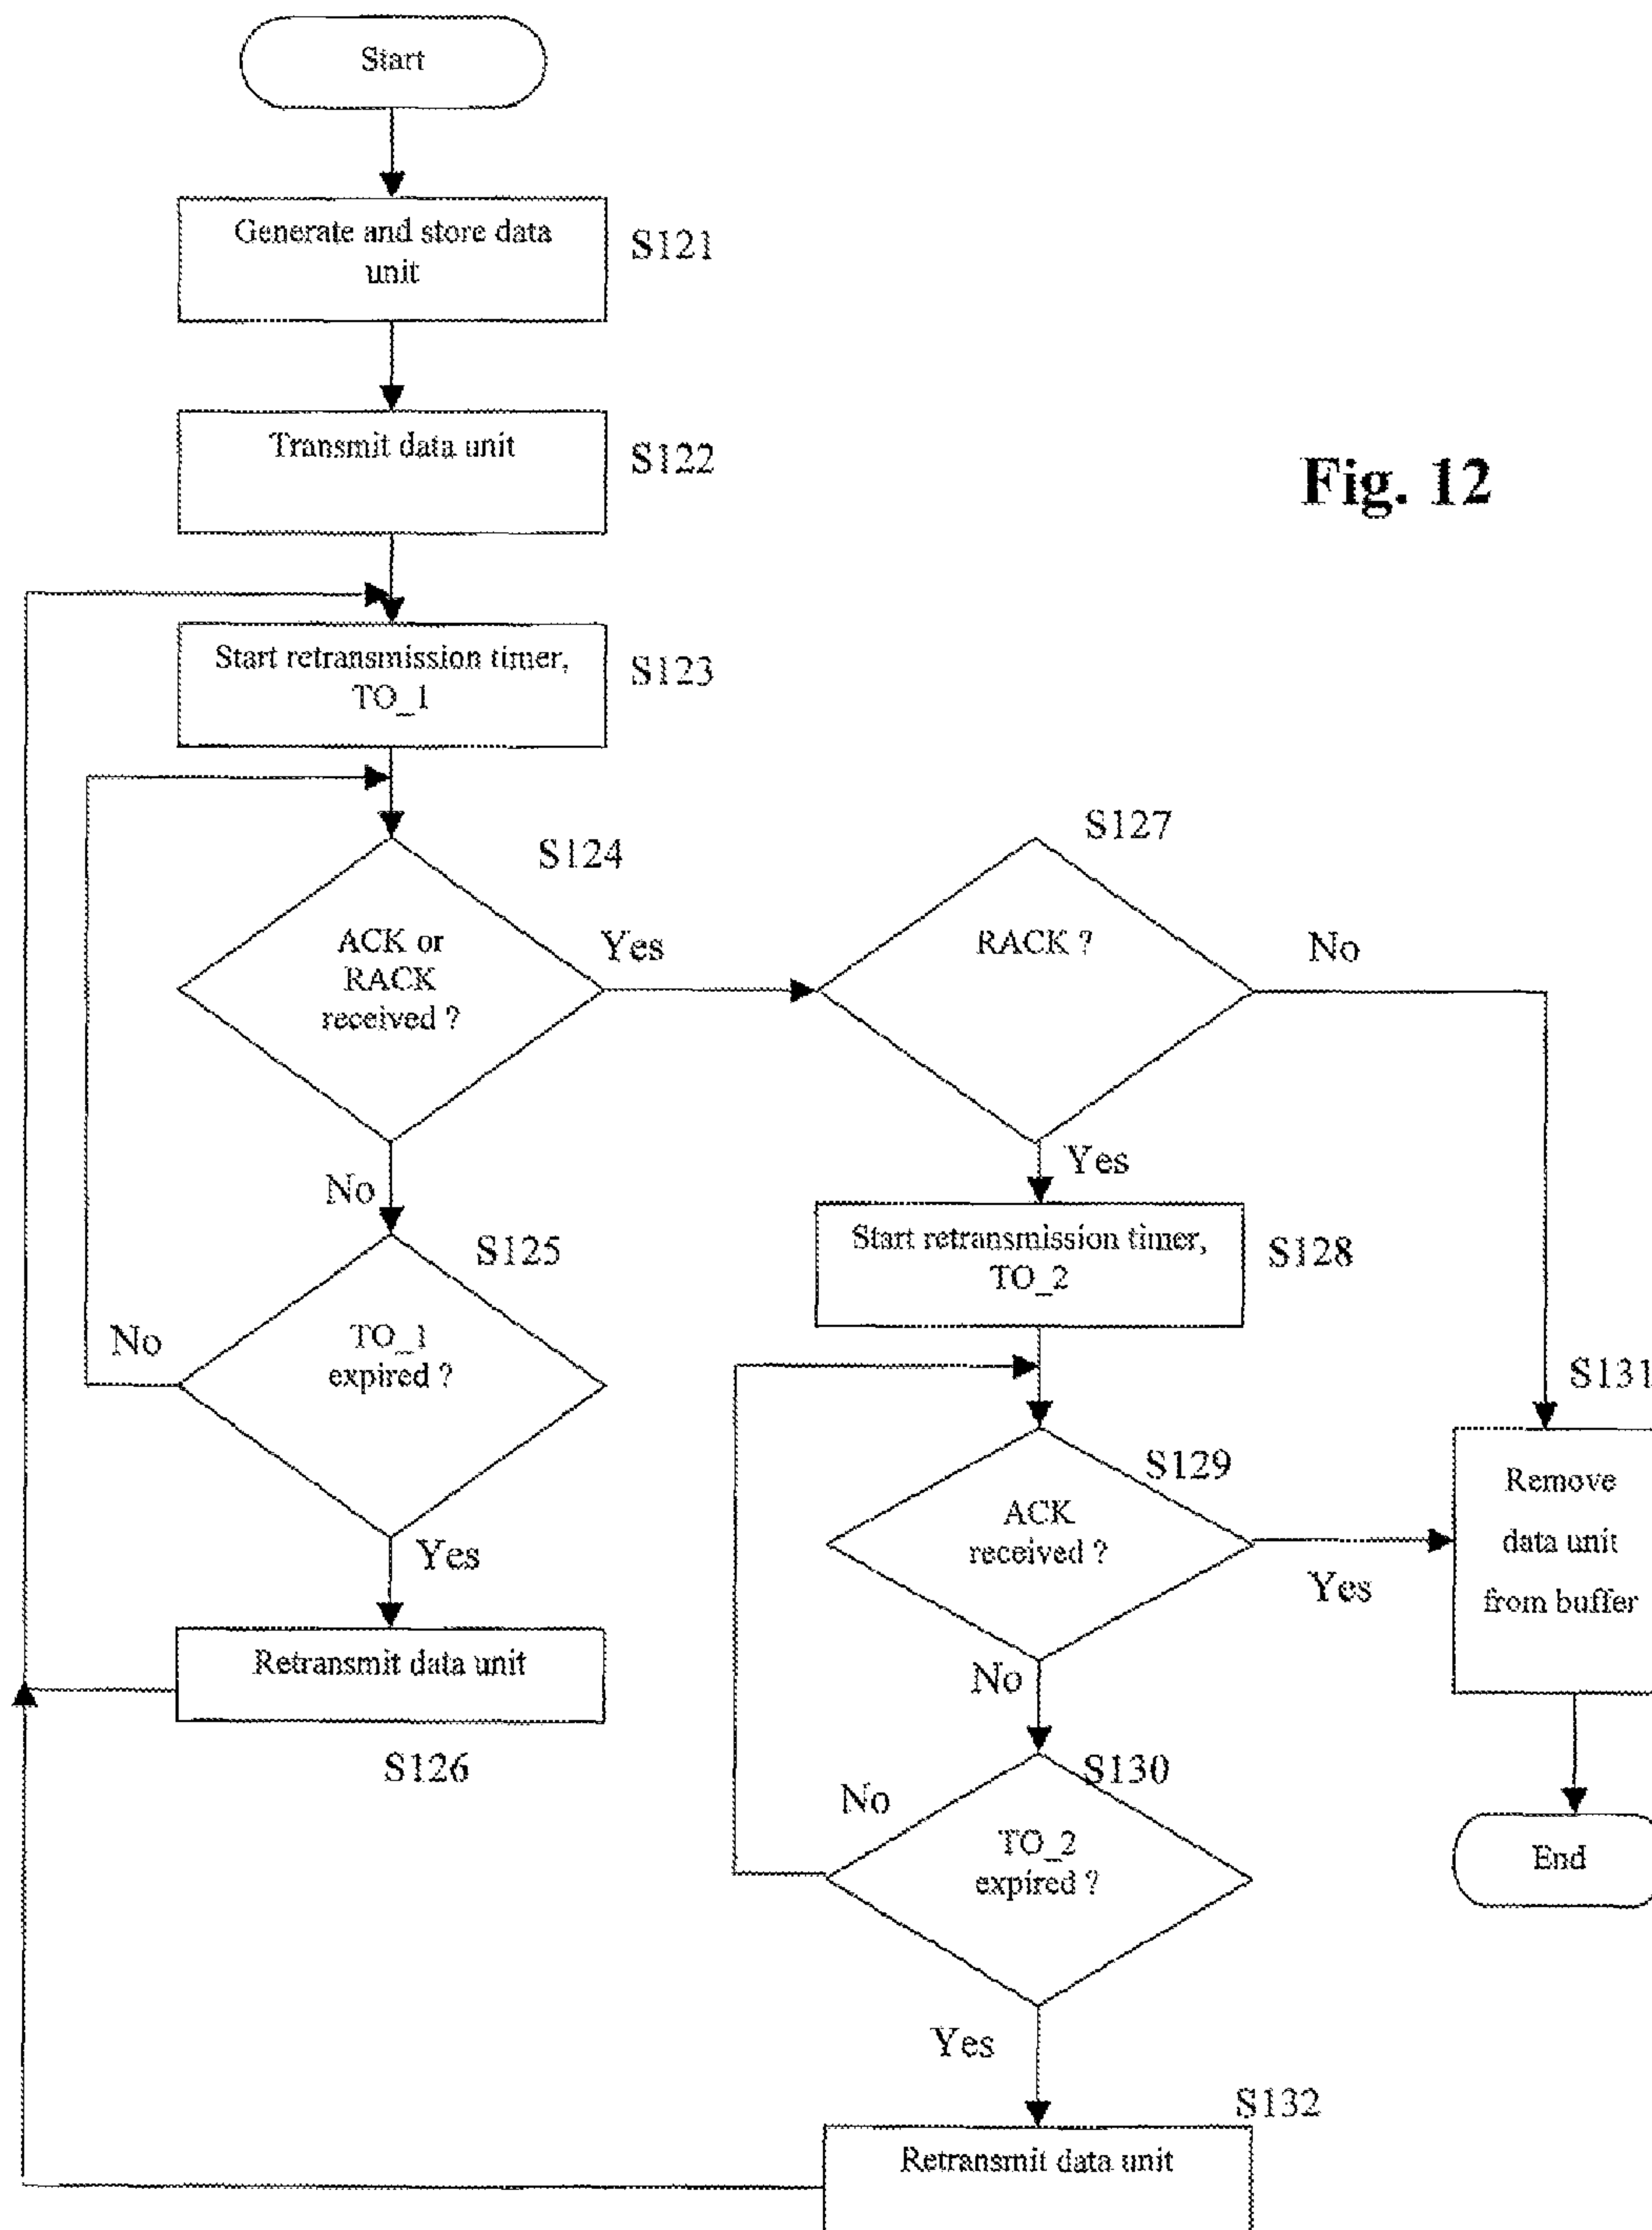 Start
Generate and store data
unit
S121
Transmit data unit
S122
Fig. 12
Start retransmission timer,
TO_1
S123
S124
ACK or
RACK
received ?
Yes
S127
RACK ?
No
No
Yes
S125
TO_1
expired ?
No
Start retransmission timer,
TO_2
S128
S131
Yes
S129
ACK
received ?
Yes
Remove
data unit
from buffer
Retransmit data unit
S126
No
S130
No
TO_2
expired ?
End
Yes
S132
Retransmit data unit